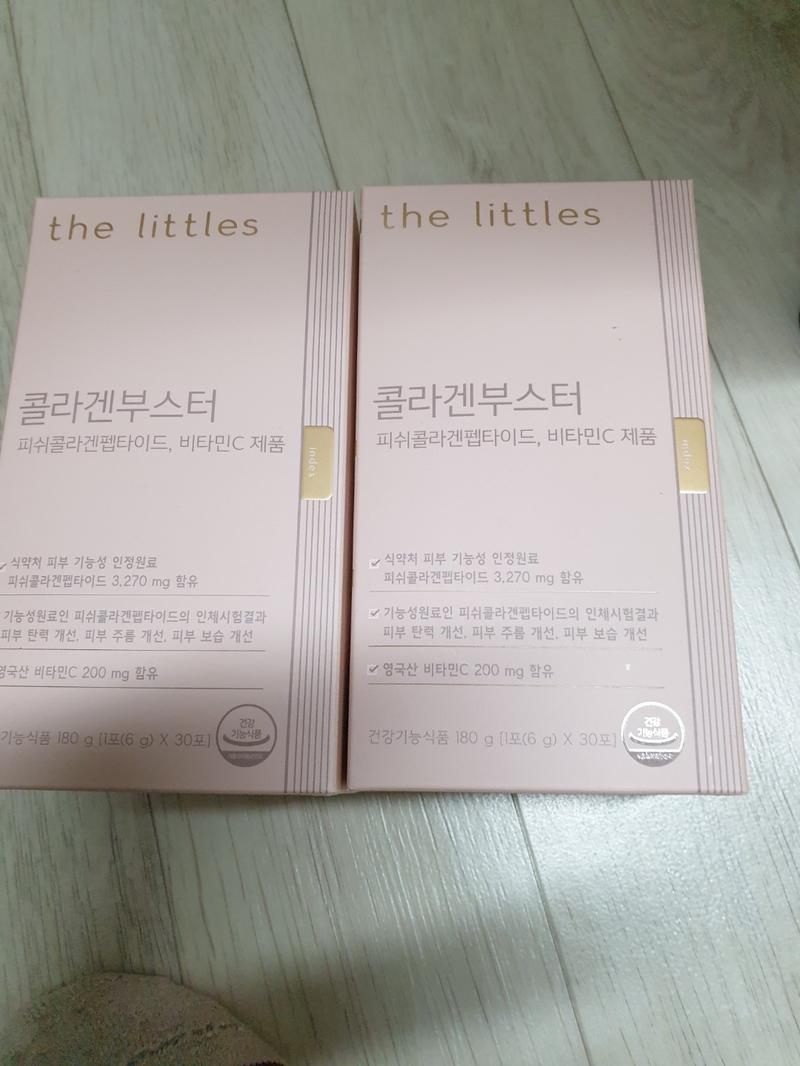 the littles
콜라겐부스터
피쉬콜라겐펩타이드, 비타민C 제품
index
식약처 피부 기능성 인정원료
피쉬콜라겐펩타이드 3,270 mg 함유
기능성원료인 피쉬콜라겐펩타이드의 인체시험결과
피부 탄력 개선, 피부 주름 개선, 피부 보습 개선
영국산 비타민C 200 mg 함유
기능식품 180 g [1포(6 g) X 30포]
건강
기능식품
the littles
콜라겐부스터
피쉬콜라겐펩타이드, 비타민C 제품
index
식약처 피부 기능성 인정원료
피쉬콜라겐펩타이드 3,270 mg 함유
기능성원료인 피쉬콜라겐펩타이드의 인체시험결과
피부 탄력 개선, 피부 주름 개선, 피부 보습 개선
영국산 비타민C 200 mg 함유
건강기능식품 180 g [1포(6 g) X 30포]
건강
기능식품